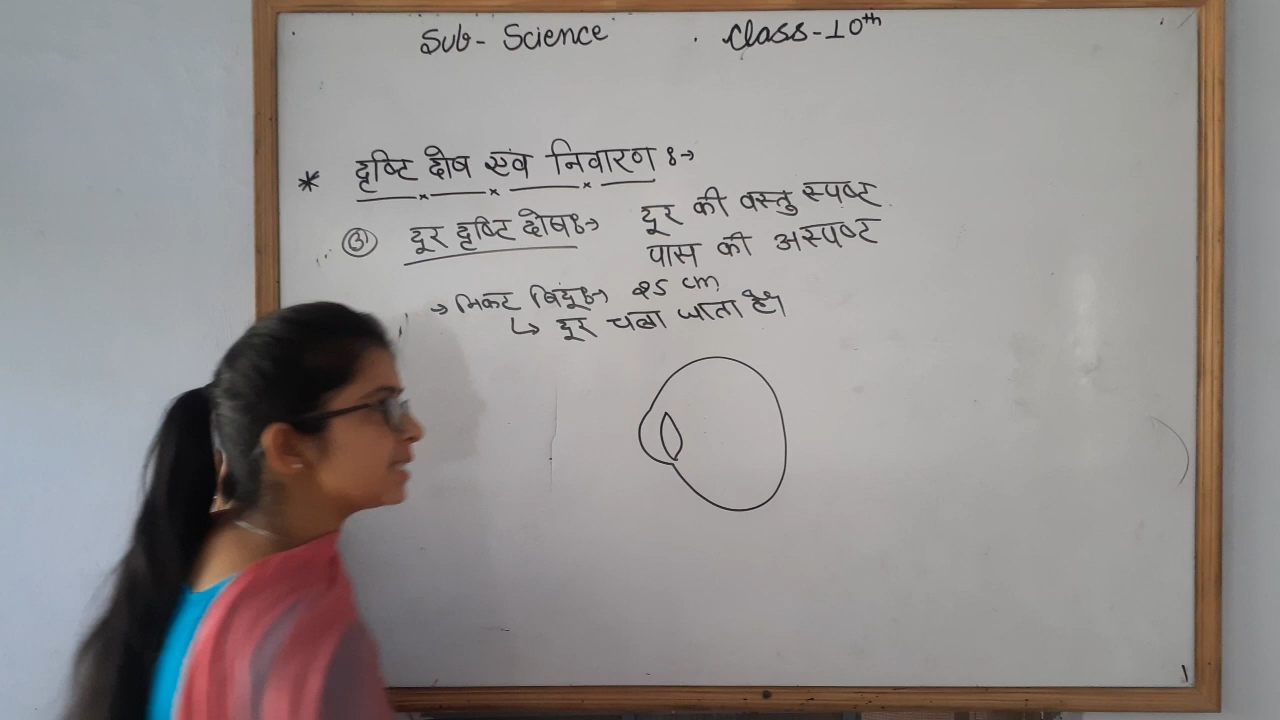 Sub- Science Class-10th
* दृष्टि दोष एवं निवारण :→
③ दूर दृष्टि दोष :→ दूर की वस्तु स्पष्ट
पास की अस्पष्ट
→ निकट बिंदू :→ 25 cm
↳ दूर चला जाता है।